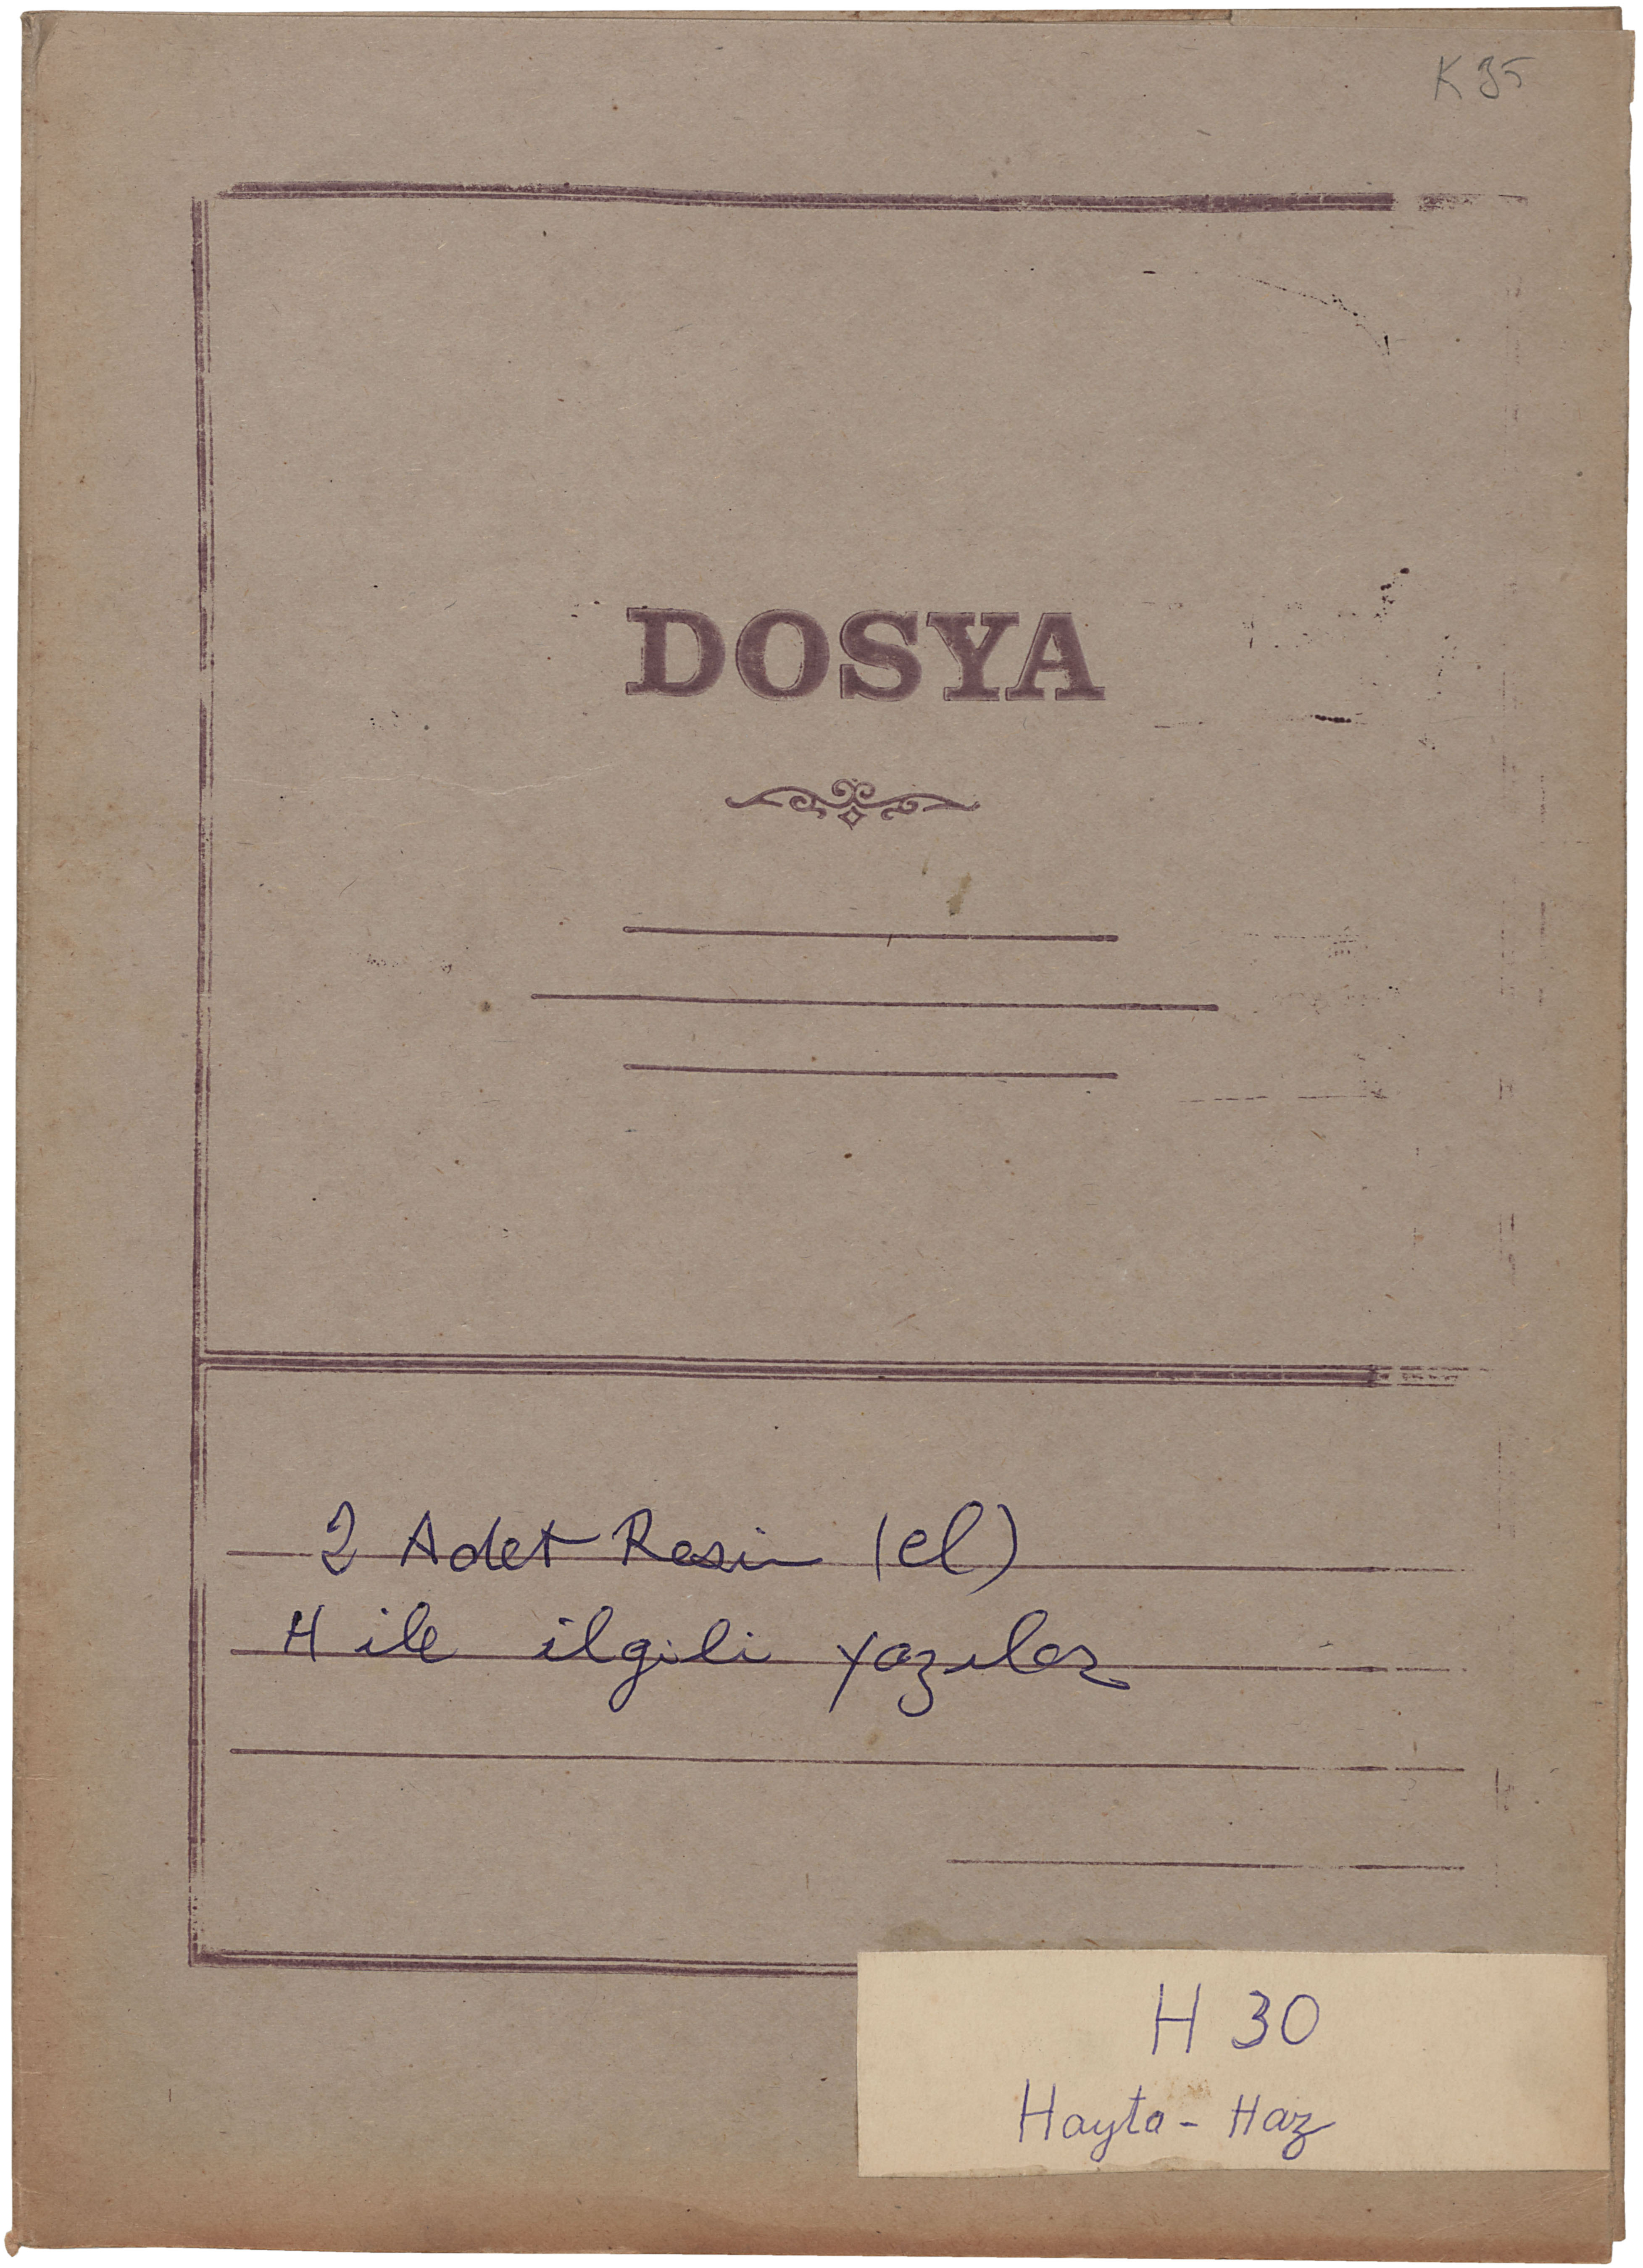 K 35
DOSYA
2 Adet Resim (el)
H ile ilgili yazılar
H 30
Hayta - Haz